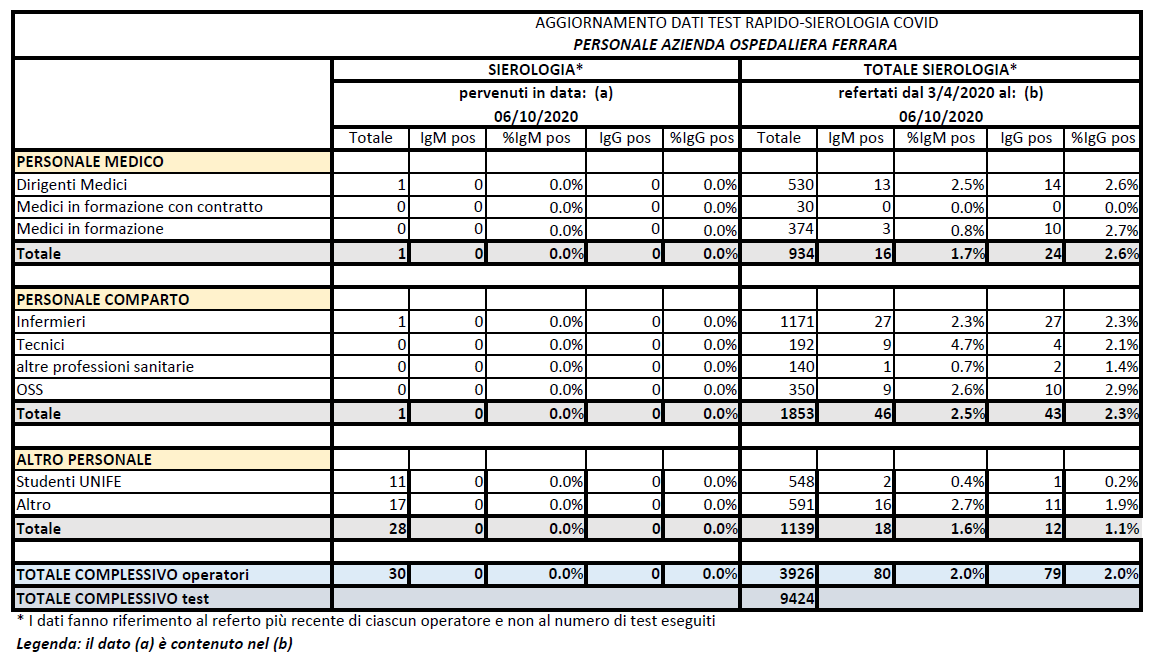 AGGIORNAMENTO DATI TEST RAPIDO-SIEROLOGIA COVID
PERSONALE AZIENDA OSPEDALIERA FERRARA
SIEROLOGIA* TOTALE SIEROLOGIA*
pervenuti in data: (a) refertati dal 3/4/2020 al: (b)
06/10/2020 06/10/2020
Totale IgM pos %IgM pos IgG pos %IgG pos Totale IgM pos %IgM pos IgG pos %IgG pos
PERSONALE MEDICO
Dirigenti Medici 1 0 0.0% 0 0.0% 530 13 2.5% 14 2.6%
Medici in formazione con contratto 0 0 0.0% 0 0.0% 30 0 0.0% 0 0.0%
Medici in formazione 0 0 0.0% 0 0.0% 374 3 0.8% 10 2.7%
Totale 1 0 0.0% 0 0.0% 934 16 1.7% 24 2.6%
PERSONALE COMPARTO
Infermieri 1 0 0.0% 0 0.0% 1171 27 2.3% 27 2.3%
Tecnici 0 0 0.0% 0 0.0% 192 9 4.7% 4 2.1%
altre professioni sanitarie 0 0 0.0% 0 0.0% 140 1 0.7% 2 1.4%
OSS 0 0 0.0% 0 0.0% 350 9 2.6% 10 2.9%
Totale 1 0 0.0% 0 0.0% 1853 46 2.5% 43 2.3%
ALTRO PERSONALE
Studenti UNIFE 11 0 0.0% 0 0.0% 548 2 0.4% 1 0.2%
Altro 17 0 0.0% 0 0.0% 591 16 2.7% 11 1.9%
Totale 28 0 0.0% 0 0.0% 1139 18 1.6% 12 1.1%
TOTALE COMPLESSIVO operatori 30 0 0.0% 0 0.0% 3926 80 2.0% 79 2.0%
TOTALE COMPLESSIVO test 9424
* I dati fanno riferimento al referto più recente di ciascun operatore e non al numero di test eseguiti
Legenda: il dato (a) è contenuto nel (b)